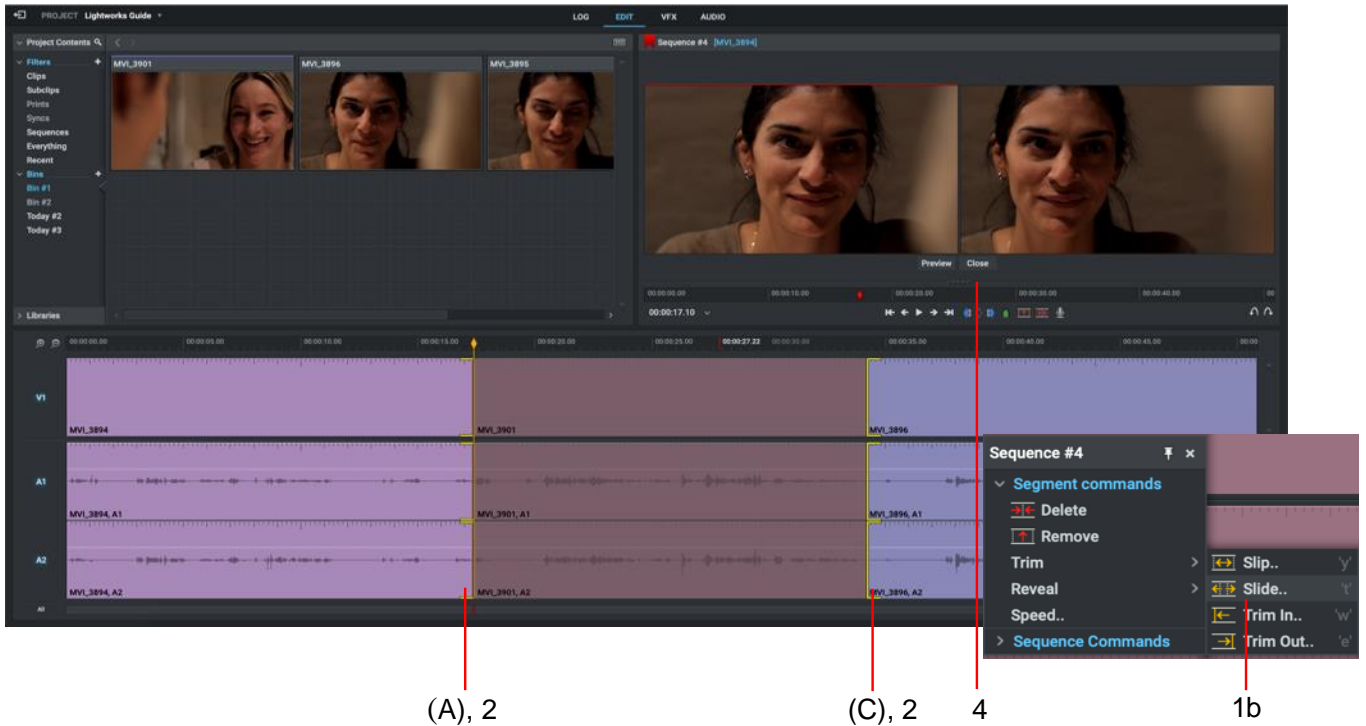 PROJECT Lightworks Guide
LOG EDIT VFX AUDIO
Project Contents
Sequence #4 [MVI_3894]
Filters +
Clips
Subclips
Prints
Syncs
Sequences
Everything
Recent
Bins +
Bin #1
Bin #2
Today #2
Today #3
Libraries
MVI_3901 MVI_3896 MVI_3895
Preview Close
00:00:00.00 00:00:10.00 00:00:20.00 00:00:30.00 00:00:40.00 00
00:00:17.10
00:00:00.00 00:00:05.00 00:00:10.00 00:00:15.00 00:00:20.00 00:00:25.00 00:00:27.22 00:00:30.00 00:00:35.00 00:00:40.00 00:00:45.00 00:00
V1
MVI_3894 MVI_3901 MVI_3896
A1
MVI_3894, A1 MVI_3901, A1 MVI_3896, A1
A2
MVI_3894, A2 MVI_3901, A2 MVI_3896, A2
All
Sequence #4
Segment commands
Delete
Remove
Trim
Reveal
Speed..
Sequence Commands
Slip.. 'y'
Slide.. 't'
Trim In.. 'w'
Trim Out.. 'e'
(A), 2 (C), 2 4 1b